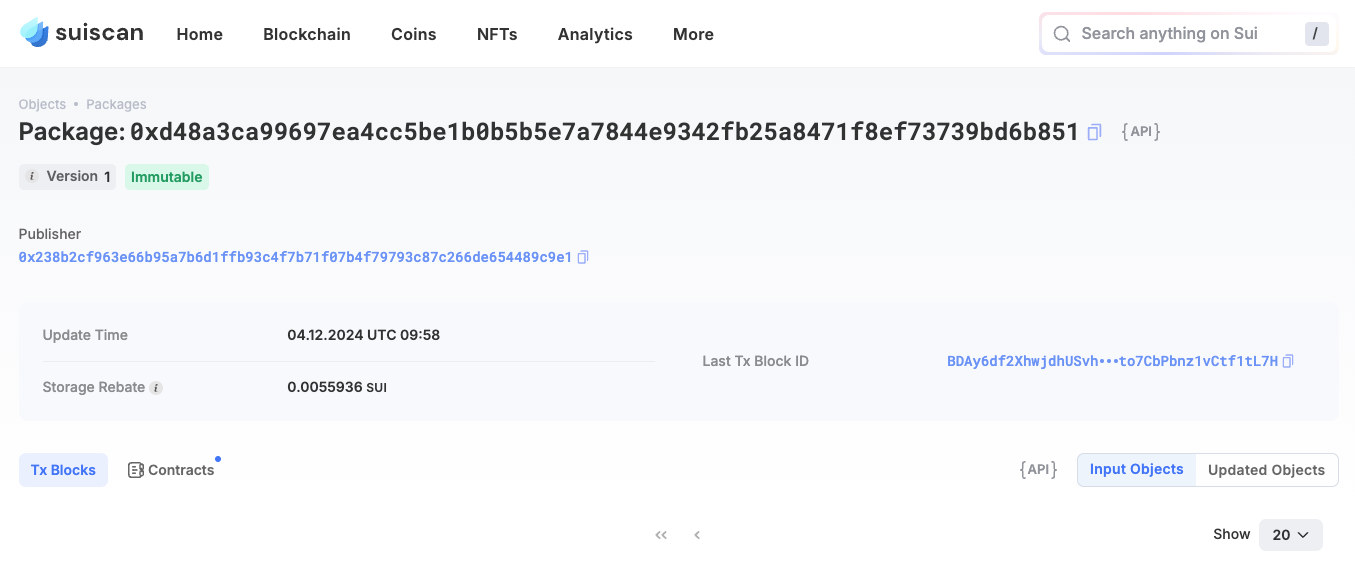 suiscan Home Blockchain Coins NFTs Analytics More Search anything on Sui /
Objects • Packages
Package: 0xd48a3ca99697ea4cc5be1b0b5b5e7a7844e9342fb25a8471f8ef73739bd6b851 {API}
i Version 1 Immutable
Publisher
0x238b2cf963e66b95a7b6d1ffb93c4f7b71f07b4f79793c87c266de654489c9e1
Update Time 04.12.2024 UTC 09:58
Last Tx Block ID BDAy6df2XhwjdhUSvh•••to7CbPbnz1vCtf1tL7H
Storage Rebate i 0.0055936 SUI
Tx Blocks Contracts {API} Input Objects Updated Objects
« ‹ Show 20